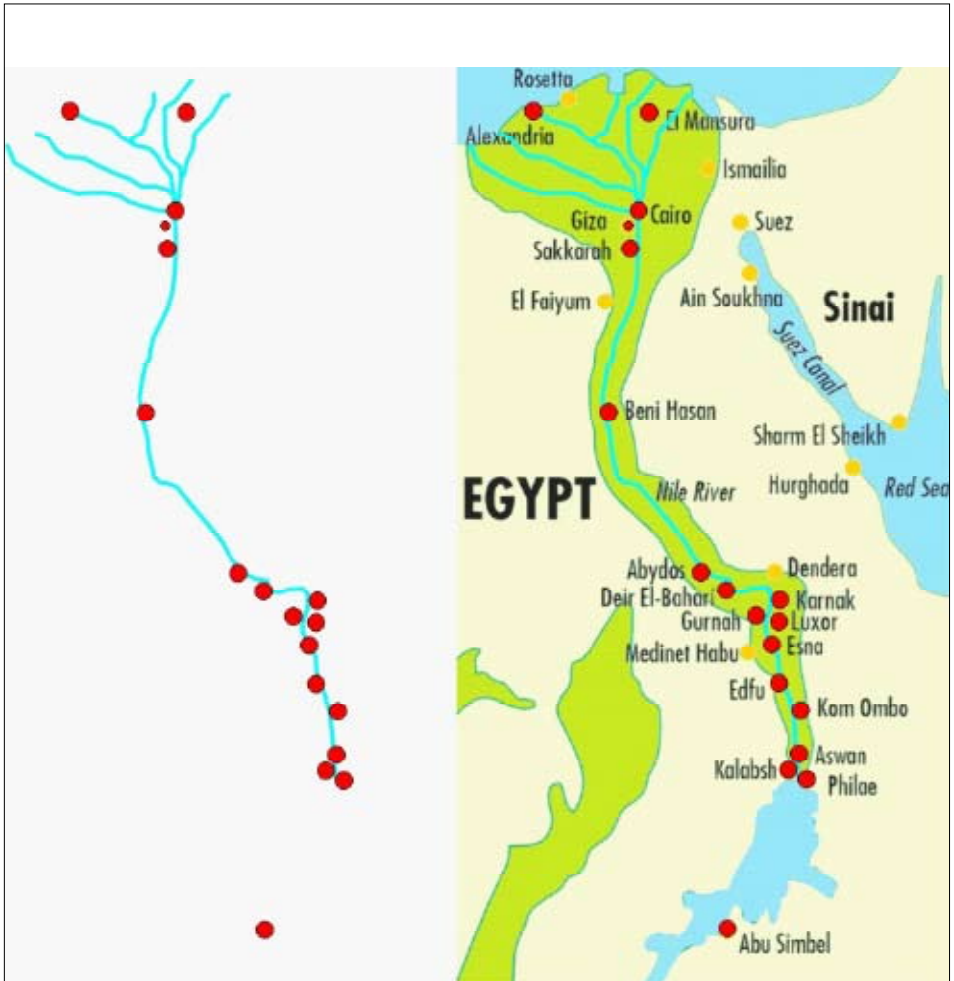 Rosetta
Alexandria
El Mansura
Ismailia
Giza
Cairo
Suez
Sakkarah
El Faiyum
Ain Soukhna
Sinai
Suez Canal
Beni Hasan
Sharm El Sheikh
EGYPT
Nile River
Hurghada
Red Sea
Abydos
Dendera
Deir El-Bahari
Karnak
Gurnah
Luxor
Medinet Habu
Esna
Edfu
Kom Ombo
Aswan
Kalabsh
Philae
Abu Simbel